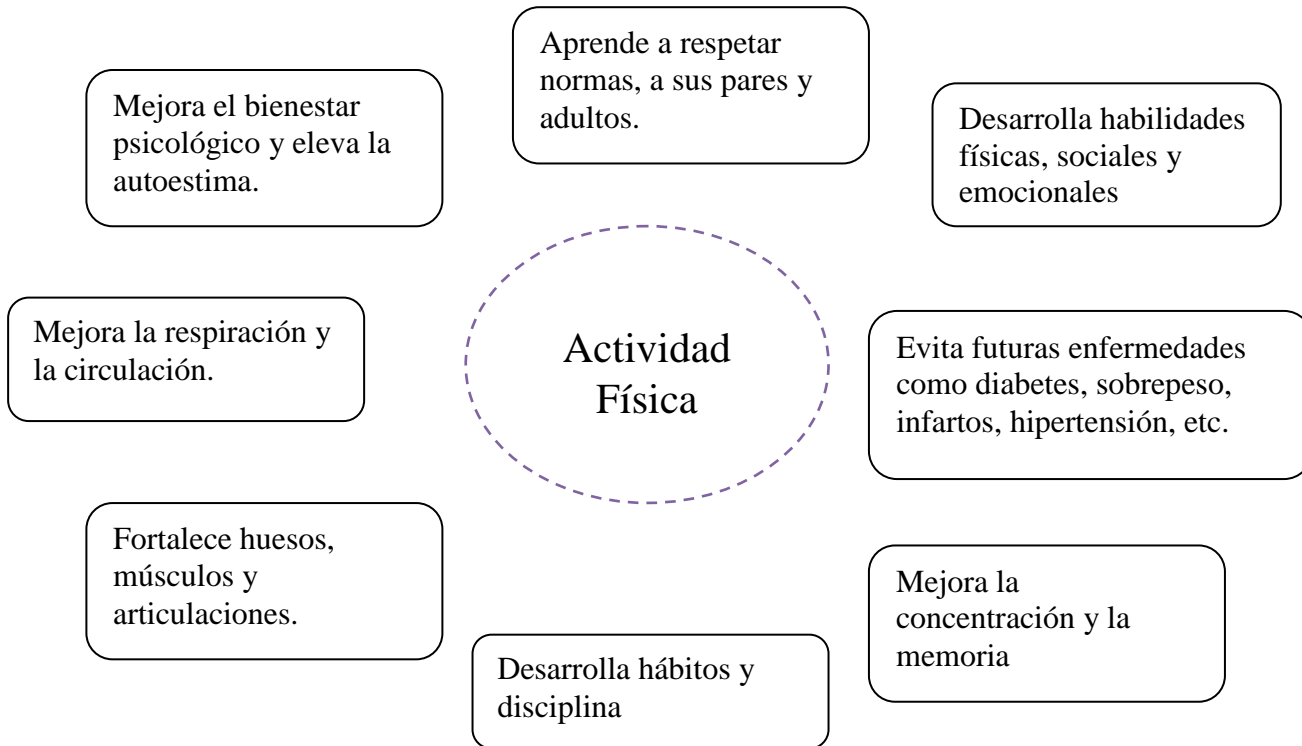 Aprende a respetar
normas, a sus pares y
adultos.
Mejora el bienestar
psicológico y eleva la
autoestima.
Desarrolla habilidades
físicas, sociales y
emocionales
Mejora la respiración y
la circulación.
Actividad
Física
Evita futuras enfermedades
como diabetes, sobrepeso,
infartos, hipertensión, etc.
Fortalece huesos,
músculos y
articulaciones.
Mejora la
concentración y la
memoria
Desarrolla hábitos y
disciplina